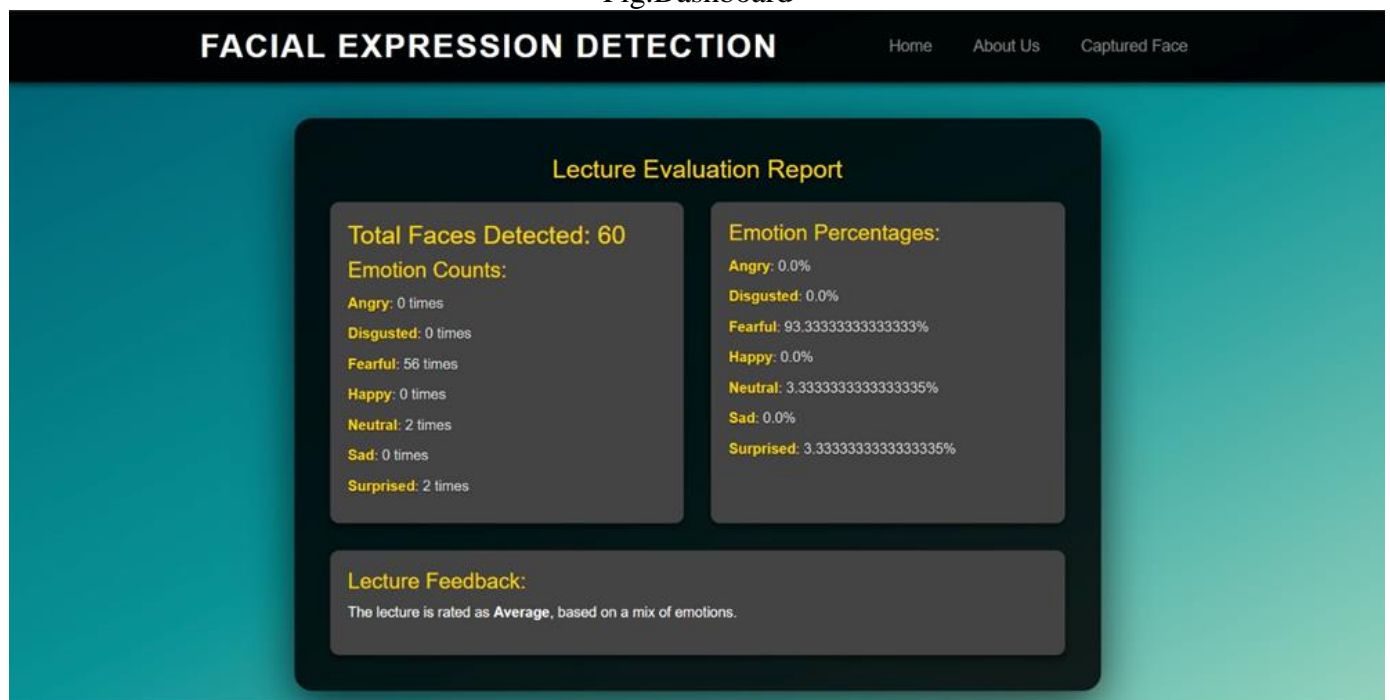 Fig.Dashboard
FACIAL EXPRESSION DETECTION Home About Us Captured Face
Lecture Evaluation Report
Total Faces Detected: 60
Emotion Counts:
Angry: 0 times
Disgusted: 0 times
Fearful: 56 times
Happy: 0 times
Neutral: 2 times
Sad: 0 times
Surprised: 2 times
Emotion Percentages:
Angry: 0.0%
Disgusted: 0.0%
Fearful: 93.33333333333333%
Happy: 0.0%
Neutral: 3.3333333333333335%
Sad: 0.0%
Surprised: 3.3333333333333335%
Lecture Feedback:
The lecture is rated as Average, based on a mix of emotions.